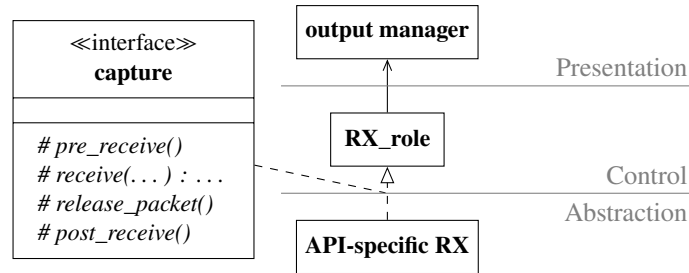 ≪interface≫
capture
# pre_receive()
# receive(. . . ) : . . .
# release_packet()
# post_receive()
output manager
Presentation
RX_role
Control
Abstraction
API-specific RX